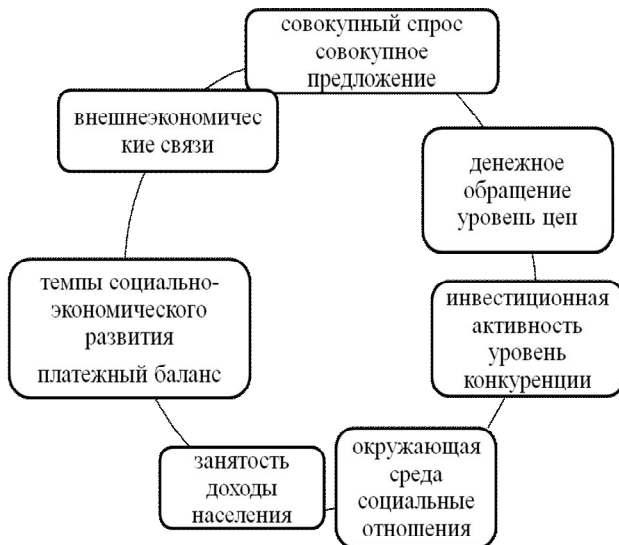 совокупный спрос
совокупное
предложение
денежное
обращение
уровень цен
инвестиционная
активность
уровень
конкуренции
окружающая
среда
социальные
отношения
занятость
доходы
населения
темпы социально-
экономического
развития
платежный баланс
внешнеэкономичес
кие связи